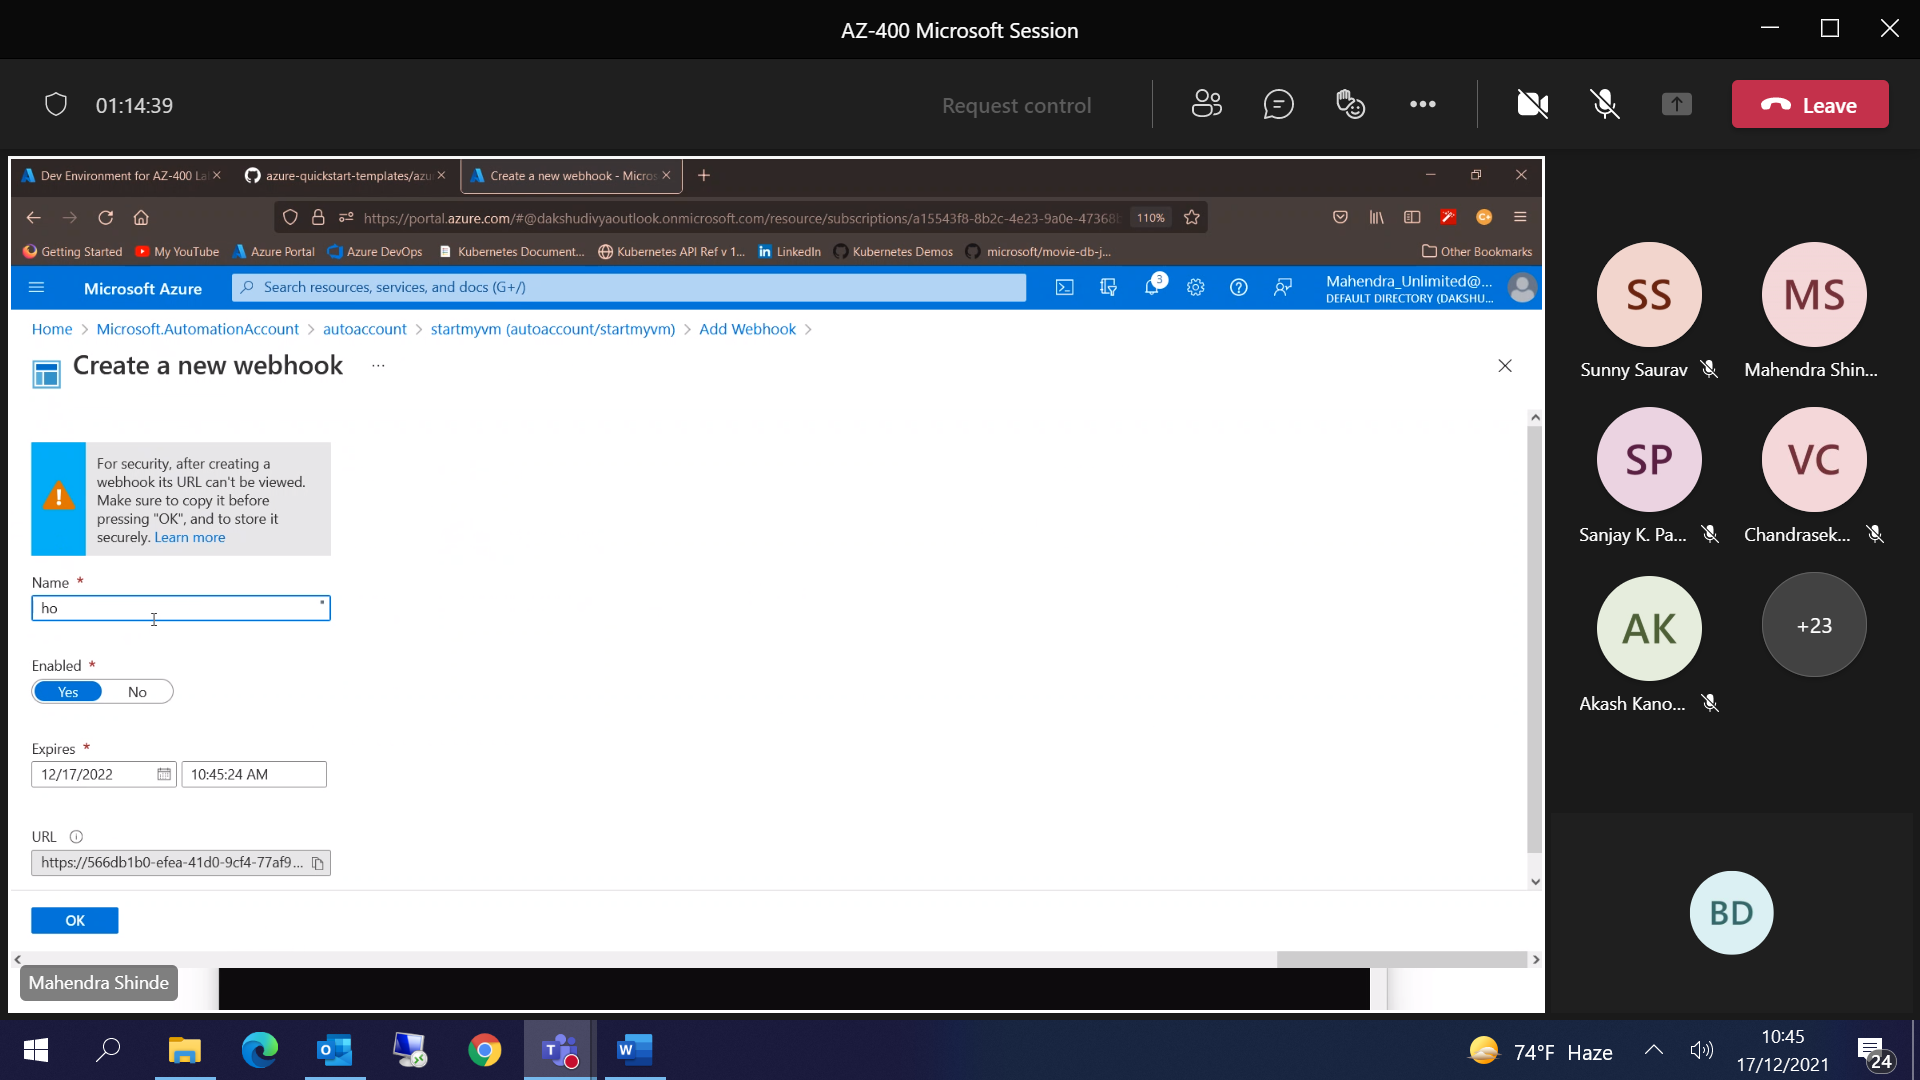 AZ-400 Microsoft Session
01:14:39
Request control
Leave
Dev Environment for AZ-400 La
azure-quickstart-templates/azu
Create a new webhook - Micros
https://portal.azure.com/#@dakshudivyaoutlook.onmicrosoft.com/resource/subscriptions/a15543f8-8b2c-4e23-9a0e-47368
110%
Getting Started
My YouTube
Azure Portal
Azure DevOps
Kubernetes Document...
Kubernetes API Ref v 1...
LinkedIn
Kubernetes Demos
microsoft/movie-db-j...
Other Bookmarks
Microsoft Azure
Search resources, services, and docs (G+/)
3
Mahendra_Unlimited@...
DEFAULT DIRECTORY (DAKSHU...
Home > Microsoft.AutomationAccount > autoaccount > startmyvm (autoaccount/startmyvm) > Add Webhook >
Create a new webhook ...
For security, after creating a
webhook its URL can't be viewed.
Make sure to copy it before
pressing "OK", and to store it
securely. Learn more
Name *
ho
Enabled *
Yes No
Expires *
12/17/2022 10:45:24 AM
URL
https://566db1b0-efea-41d0-9cf4-77af9...
OK
Mahendra Shinde
SS
MS
Sunny Saurav
Mahendra Shin...
SP
VC
Sanjay K. Pa...
Chandrasek...
AK
+23
Akash Kano...
BD
74°F Haze
10:45
17/12/2021
24